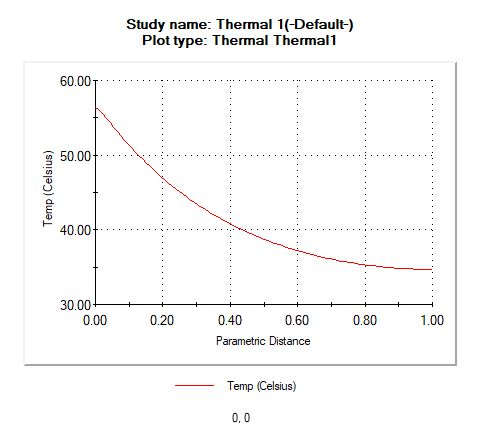 Study name: Thermal 1(-Default-)
Plot type: Thermal Thermal1
60.00
50.00
40.00
30.00
Temp (Celsius)
0.00 0.20 0.40 0.60 0.80 1.00
Parametric Distance
Temp (Celsius)
0, 0